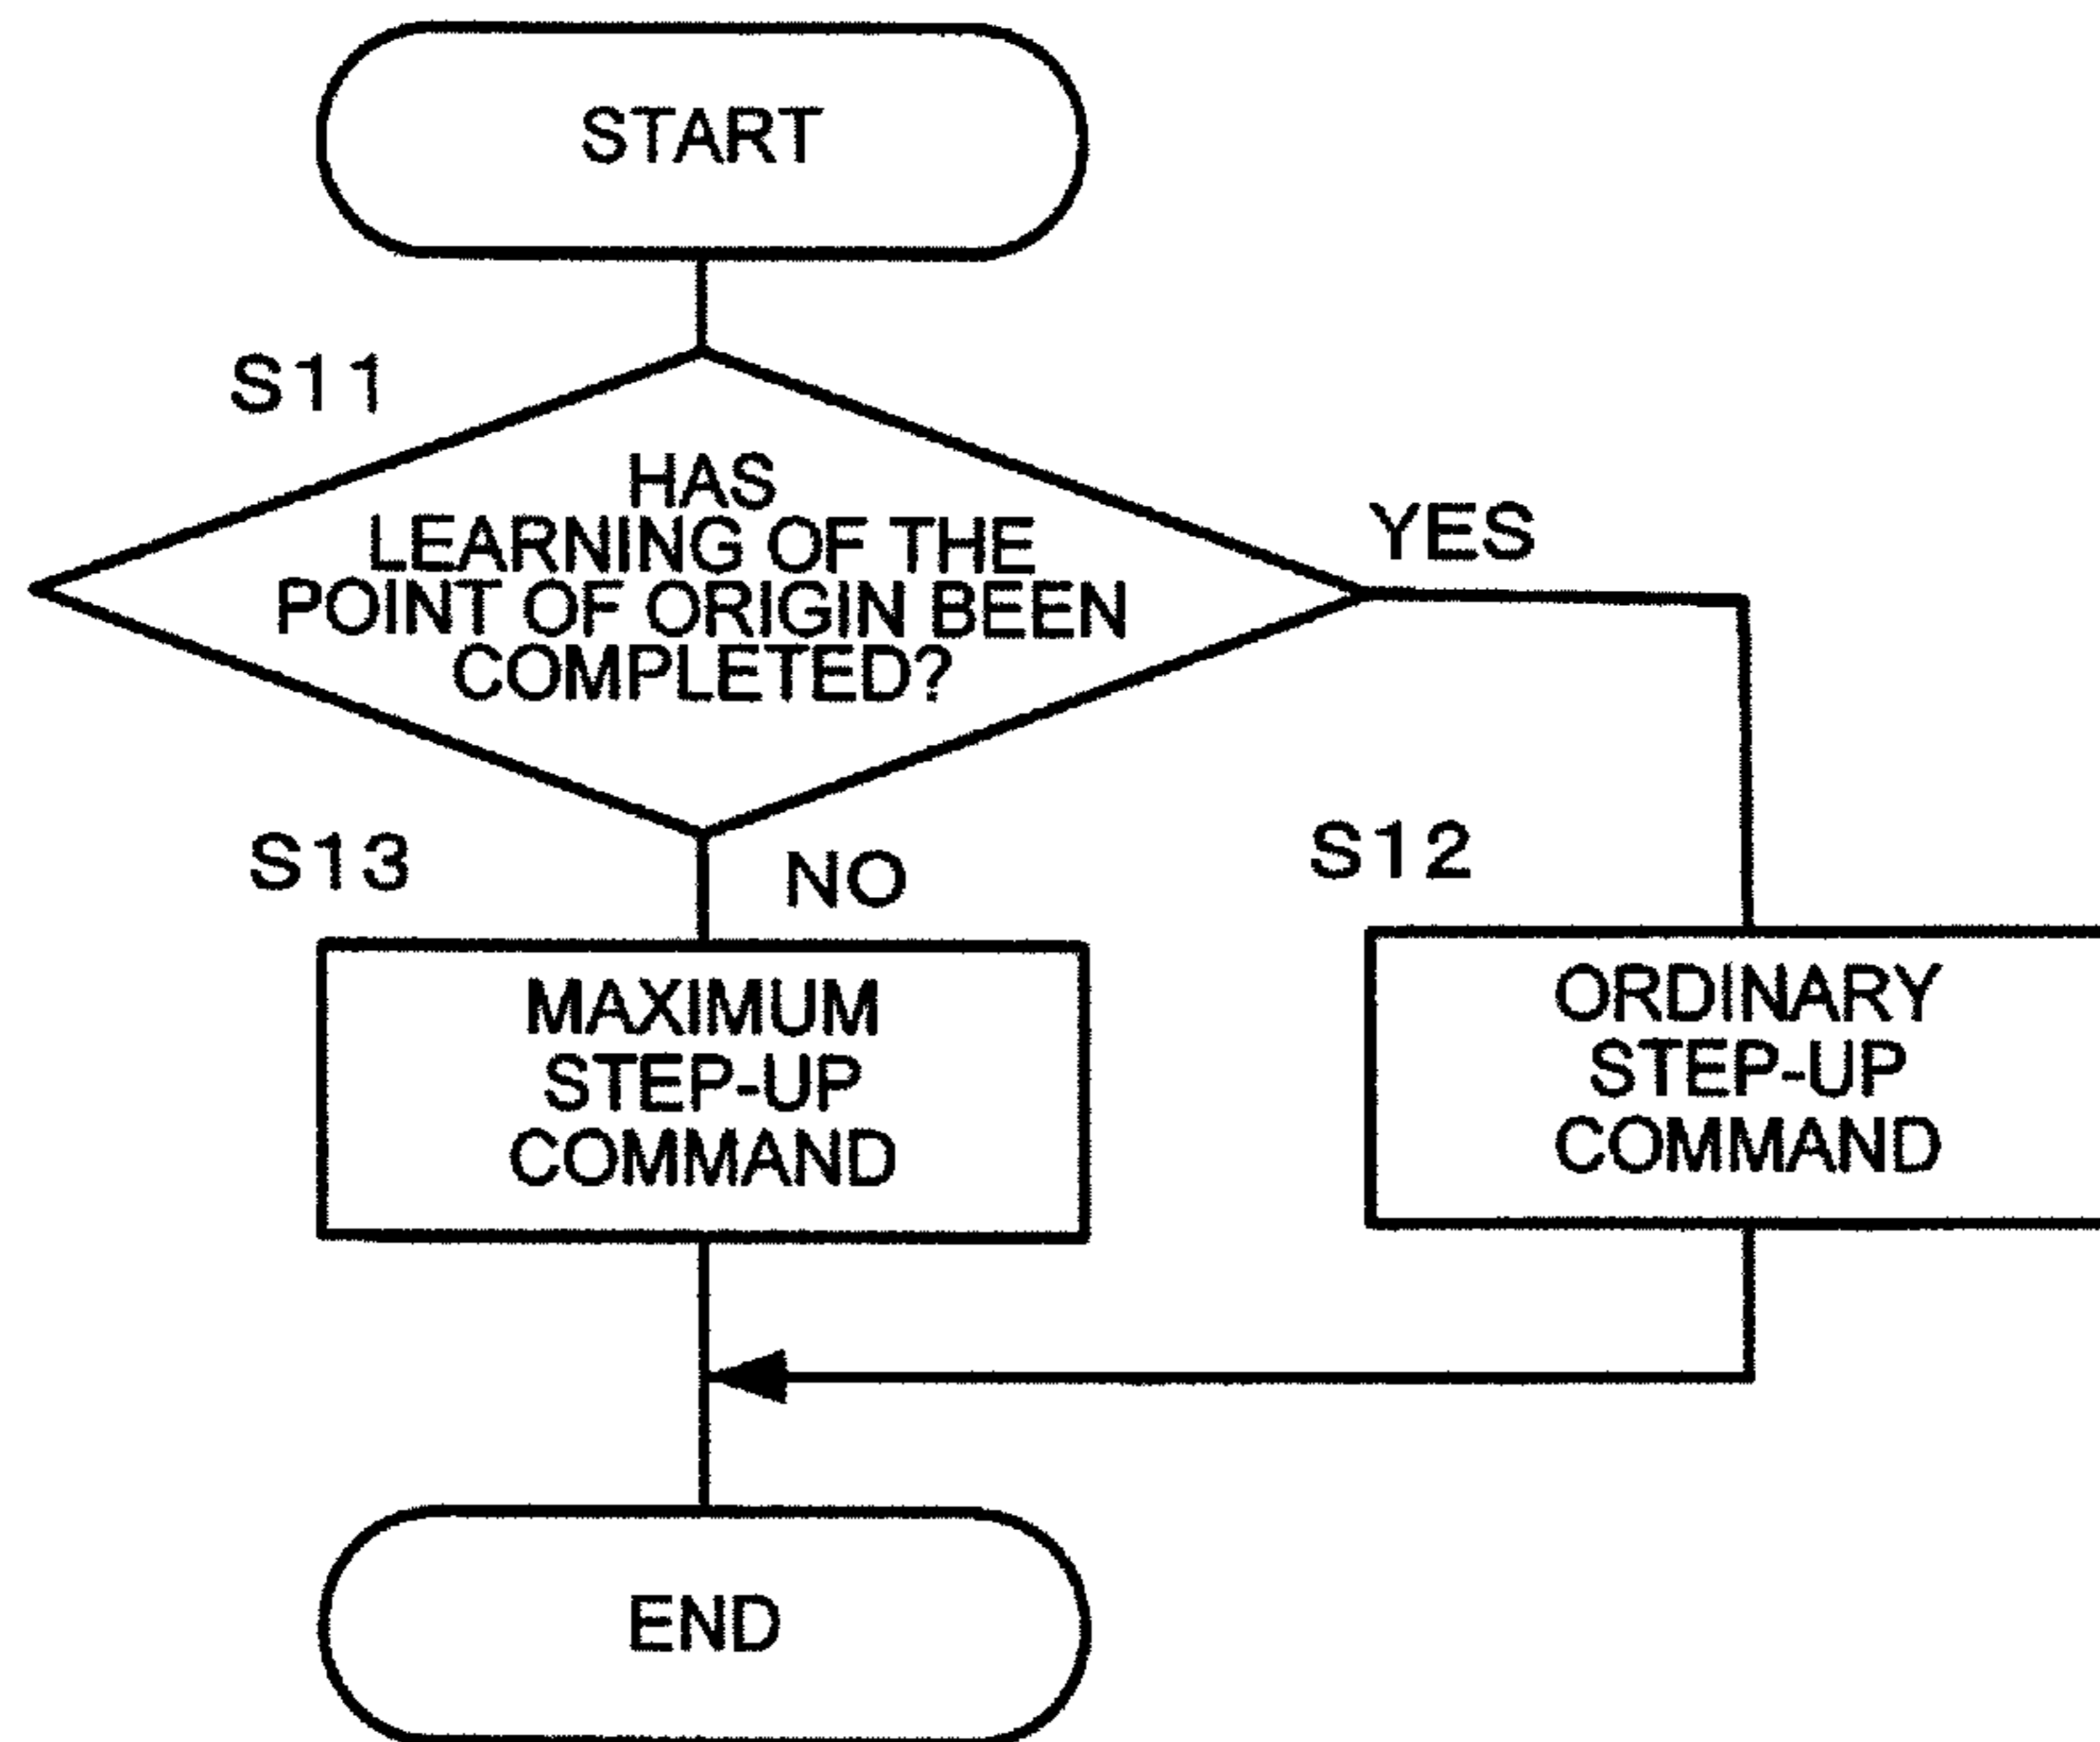 START
S11
HAS
LEARNING OF THE
POINT OF ORIGIN BEEN
COMPLETED?
YES
S13
NO
S12
MAXIMUM
STEP-UP
COMMAND
ORDINARY
STEP-UP
COMMAND
END